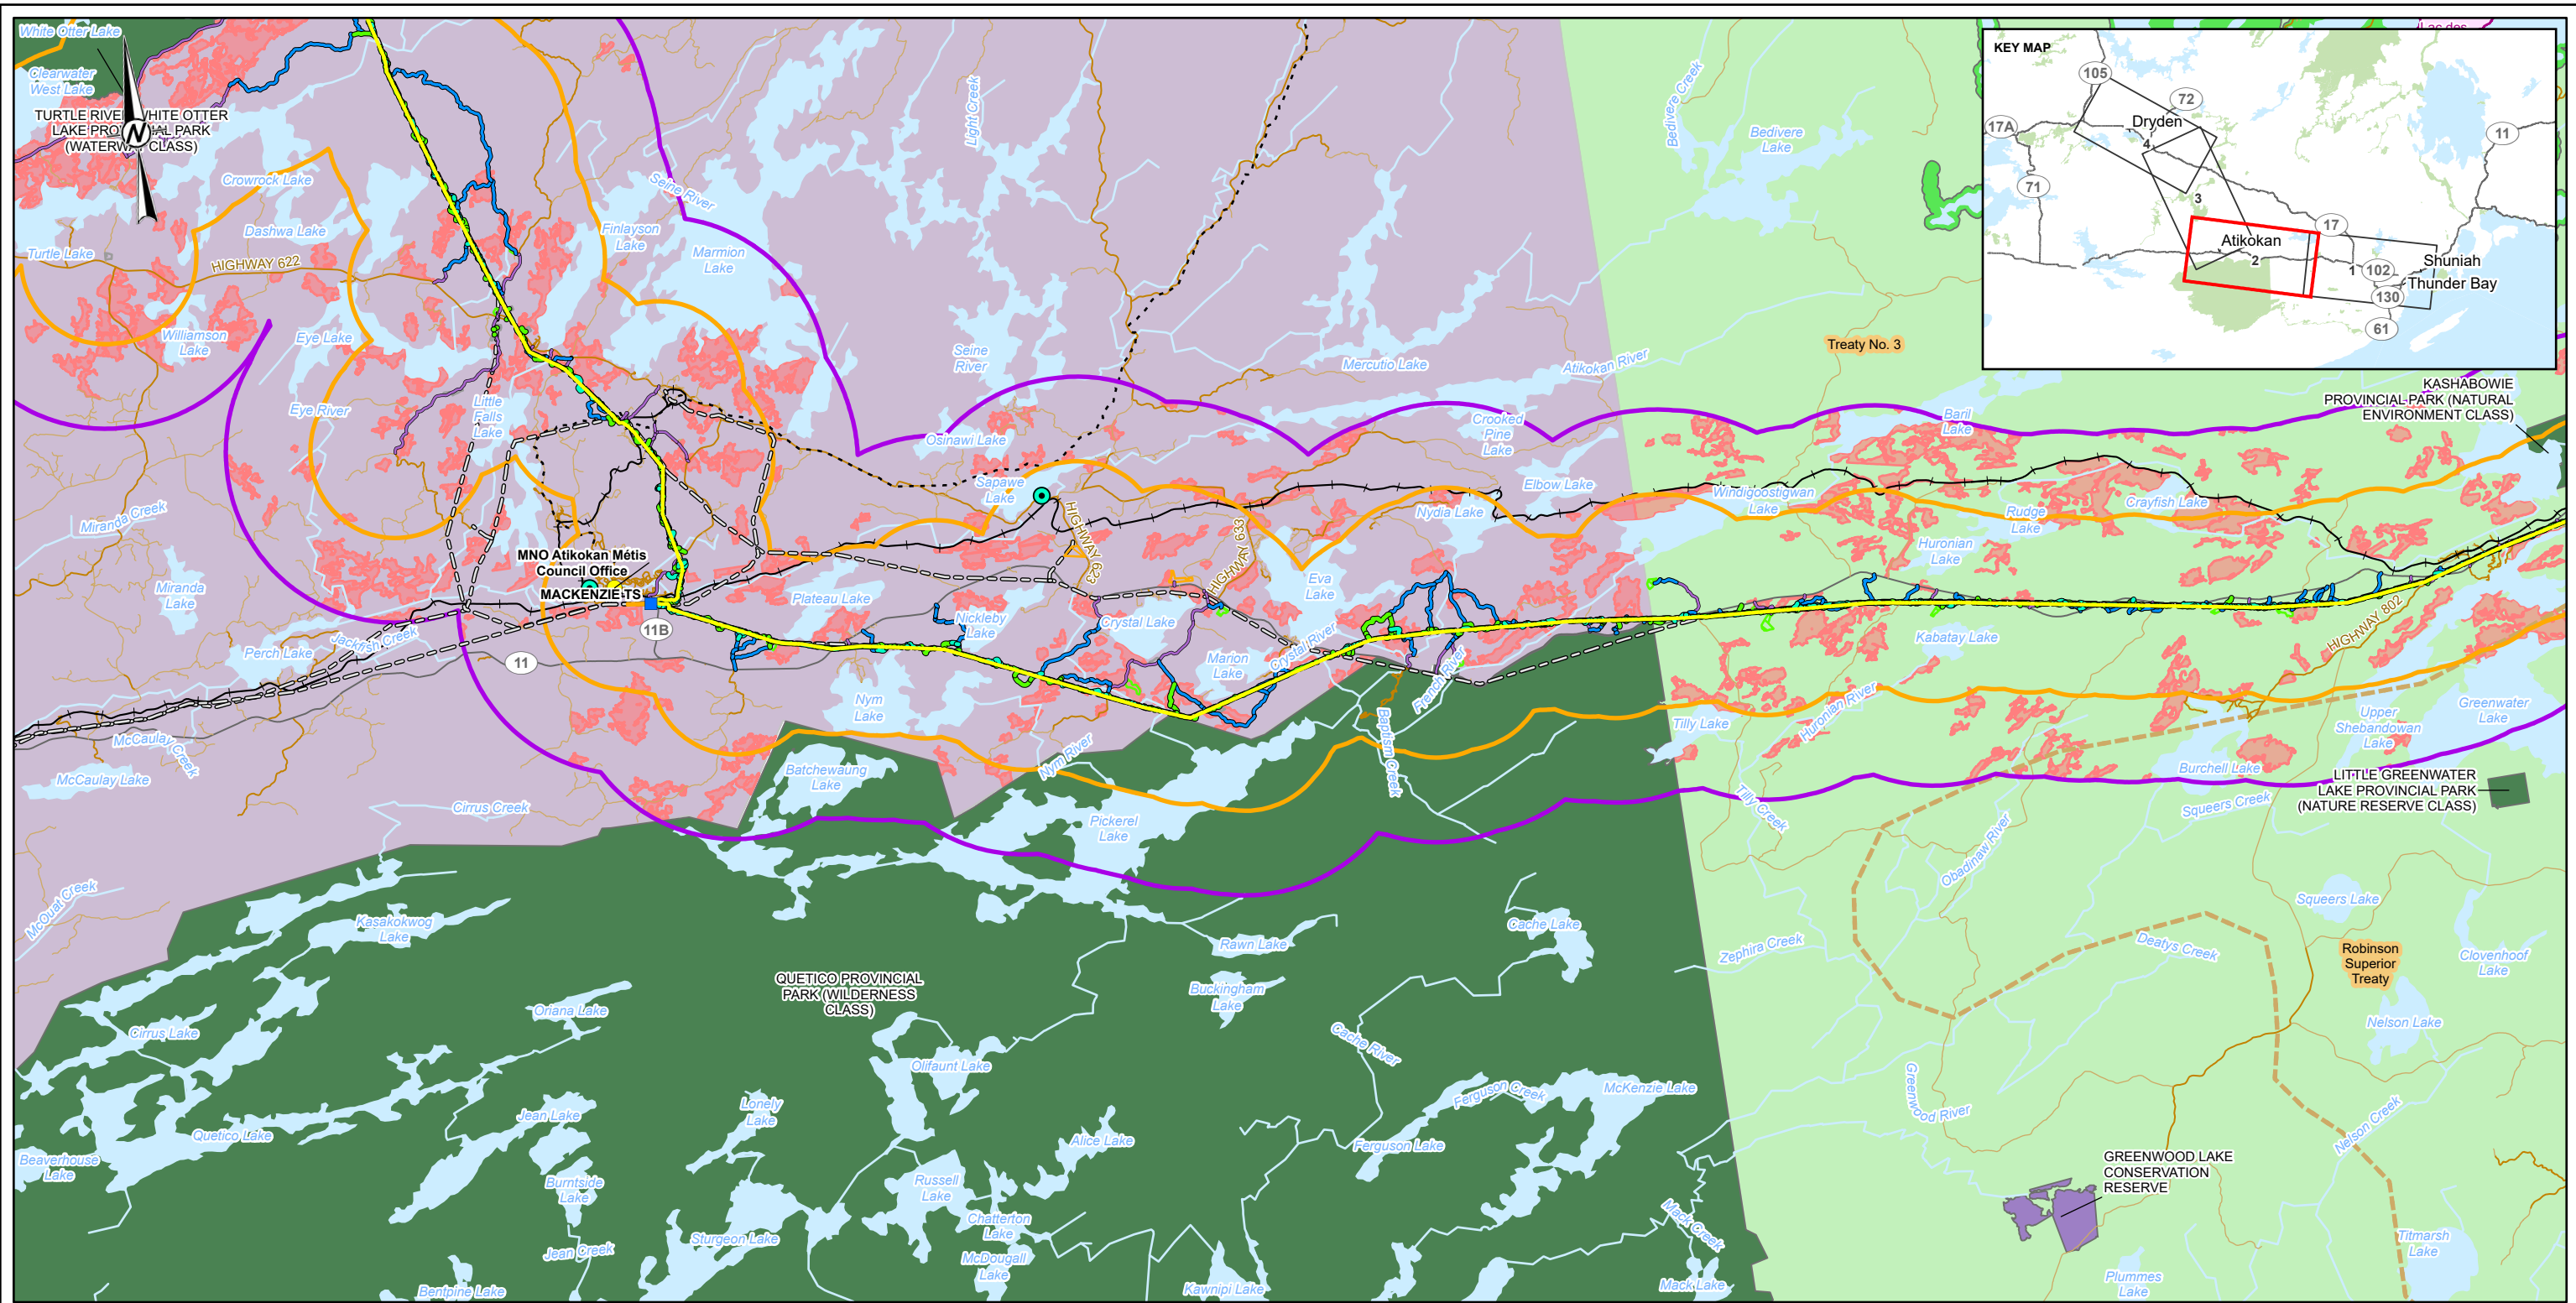 White Otter Lake
Clearwater
West Lake
TURTLE RIVER-WHITE OTTER
LAKE PROVINCIAL PARK
(WATERWAY CLASS)
N
Crowrock Lake
Dashwa Lake
Turtle Lake
HIGHWAY 622
Williamson
Lake
Eye Lake
Eye River
Little
Falls
Lake
Finlayson
Lake
Marmion
Lake
Seine River
Light Creek
Seine
River
Osinawi Lake
Sapawe
Lake
Mercutio Lake
Atikokan River
Crooked
Pine
Lake
Elbow Lake
Nydia Lake
Bedivere Creek
Bedivere
Lake
Treaty No. 3
Lac des
KEY MAP
105
72
17A
Dryden
4
11
71
3
17
Atikokan
2
1
102
Shuniah
Thunder Bay
130
61
KASHABOWIE
PROVINCIAL PARK (NATURAL
ENVIRONMENT CLASS)
Baril
Lake
Windigoostigwan
Lake
Rudge
Lake
Crayfish Lake
Huronian
Lake
Miranda Creek
Miranda
Lake
MNO Atikokan Métis
Council Office
MACKENZIE TS
11B
11
HIGHWAY 623
HIGHWAY 633
Plateau Lake
Nickleby
Lake
Crystal Lake
Eva
Lake
Marion
Lake
Crystal River
French River
Kabatay Lake
HIGHWAY 802
Jackfish Creek
Perch Lake
McCaulay Creek
McCaulay Lake
Cirrus Creek
Nym
Lake
Nym River
Batchewaung
Lake
Pickerel
Lake
Baptism Creek
Tilly Lake
Huronian River
Tilly Creek
Upper
Shebandowan
Lake
Greenwater
Lake
Burchell Lake
Squeers Creek
LITTLE GREENWATER
LAKE PROVINCIAL PARK
(NATURE RESERVE CLASS)
McQuat Creek
Kasakokwog
Lake
QUETICO PROVINCIAL
PARK (WILDERNESS
CLASS)
Rawn Lake
Buckingham
Lake
Cache Lake
Cache River
Zephira Creek
Obadinaw River
Deatys Creek
Squeers Lake
Robinson
Superior
Treaty
Clovenhoof
Lake
Nelson Lake
Cirrus Lake
Oriana Lake
Olifaunt Lake
Quetico Lake
Jean Lake
Lonely
Lake
Alice Lake
Ferguson Lake
Ferguson Creek
McKenzie Lake
Greenwood River
Nelson Creek
Beaverhouse
Lake
Burntside
Lake
Russell
Lake
Chatterton
Lake
McDougall
Lake
Jean Creek
Sturgeon Lake
Bentpine Lake
Kawnipi Lake
Mack Creek
Mack Lake
GREENWOOD LAKE
CONSERVATION
RESERVE
Plummes
Lake
Titmarsh
Lake